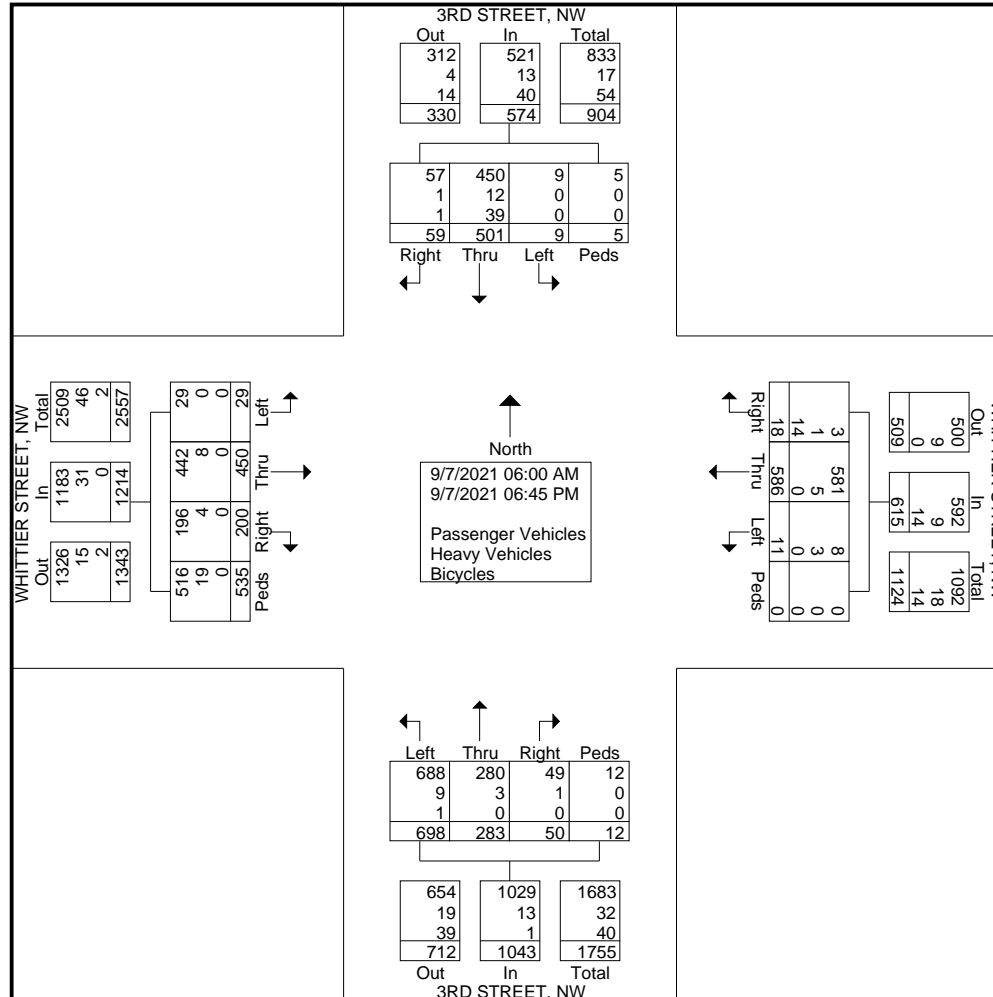 3RD STREET, NW
Out In Total
312 521 833
4 13 17
14 40 54
330 574 904
57 450 9 5
1 12 0 0
1 39 0 0
59 501 9 5
Right Thru Left Peds
WHITTIER STREET, NW
Total In Out
2509 1183 1326
46 31 15
2 0 2
2557 1214 1343
29 442 196 516
0 8 4 19
0 0 0 0
29 450 200 535
Left Thru Right Peds
North
9/7/2021 06:00 AM
9/7/2021 06:45 PM
Passenger Vehicles
Heavy Vehicles
Bicycles
Right Thru Left Peds
3 581 8 0
1 5 3 0
14 0 0 0
18 586 11 0
Out In Total
500 592 1092
9 9 18
0 14 14
509 615 1124
Left Thru Right Peds
688 280 49 12
9 3 1 0
1 0 0 0
698 283 50 12
654 1029 1683
19 13 32
39 1 40
712 1043 1755
Out In Total
3RD STREET, NW